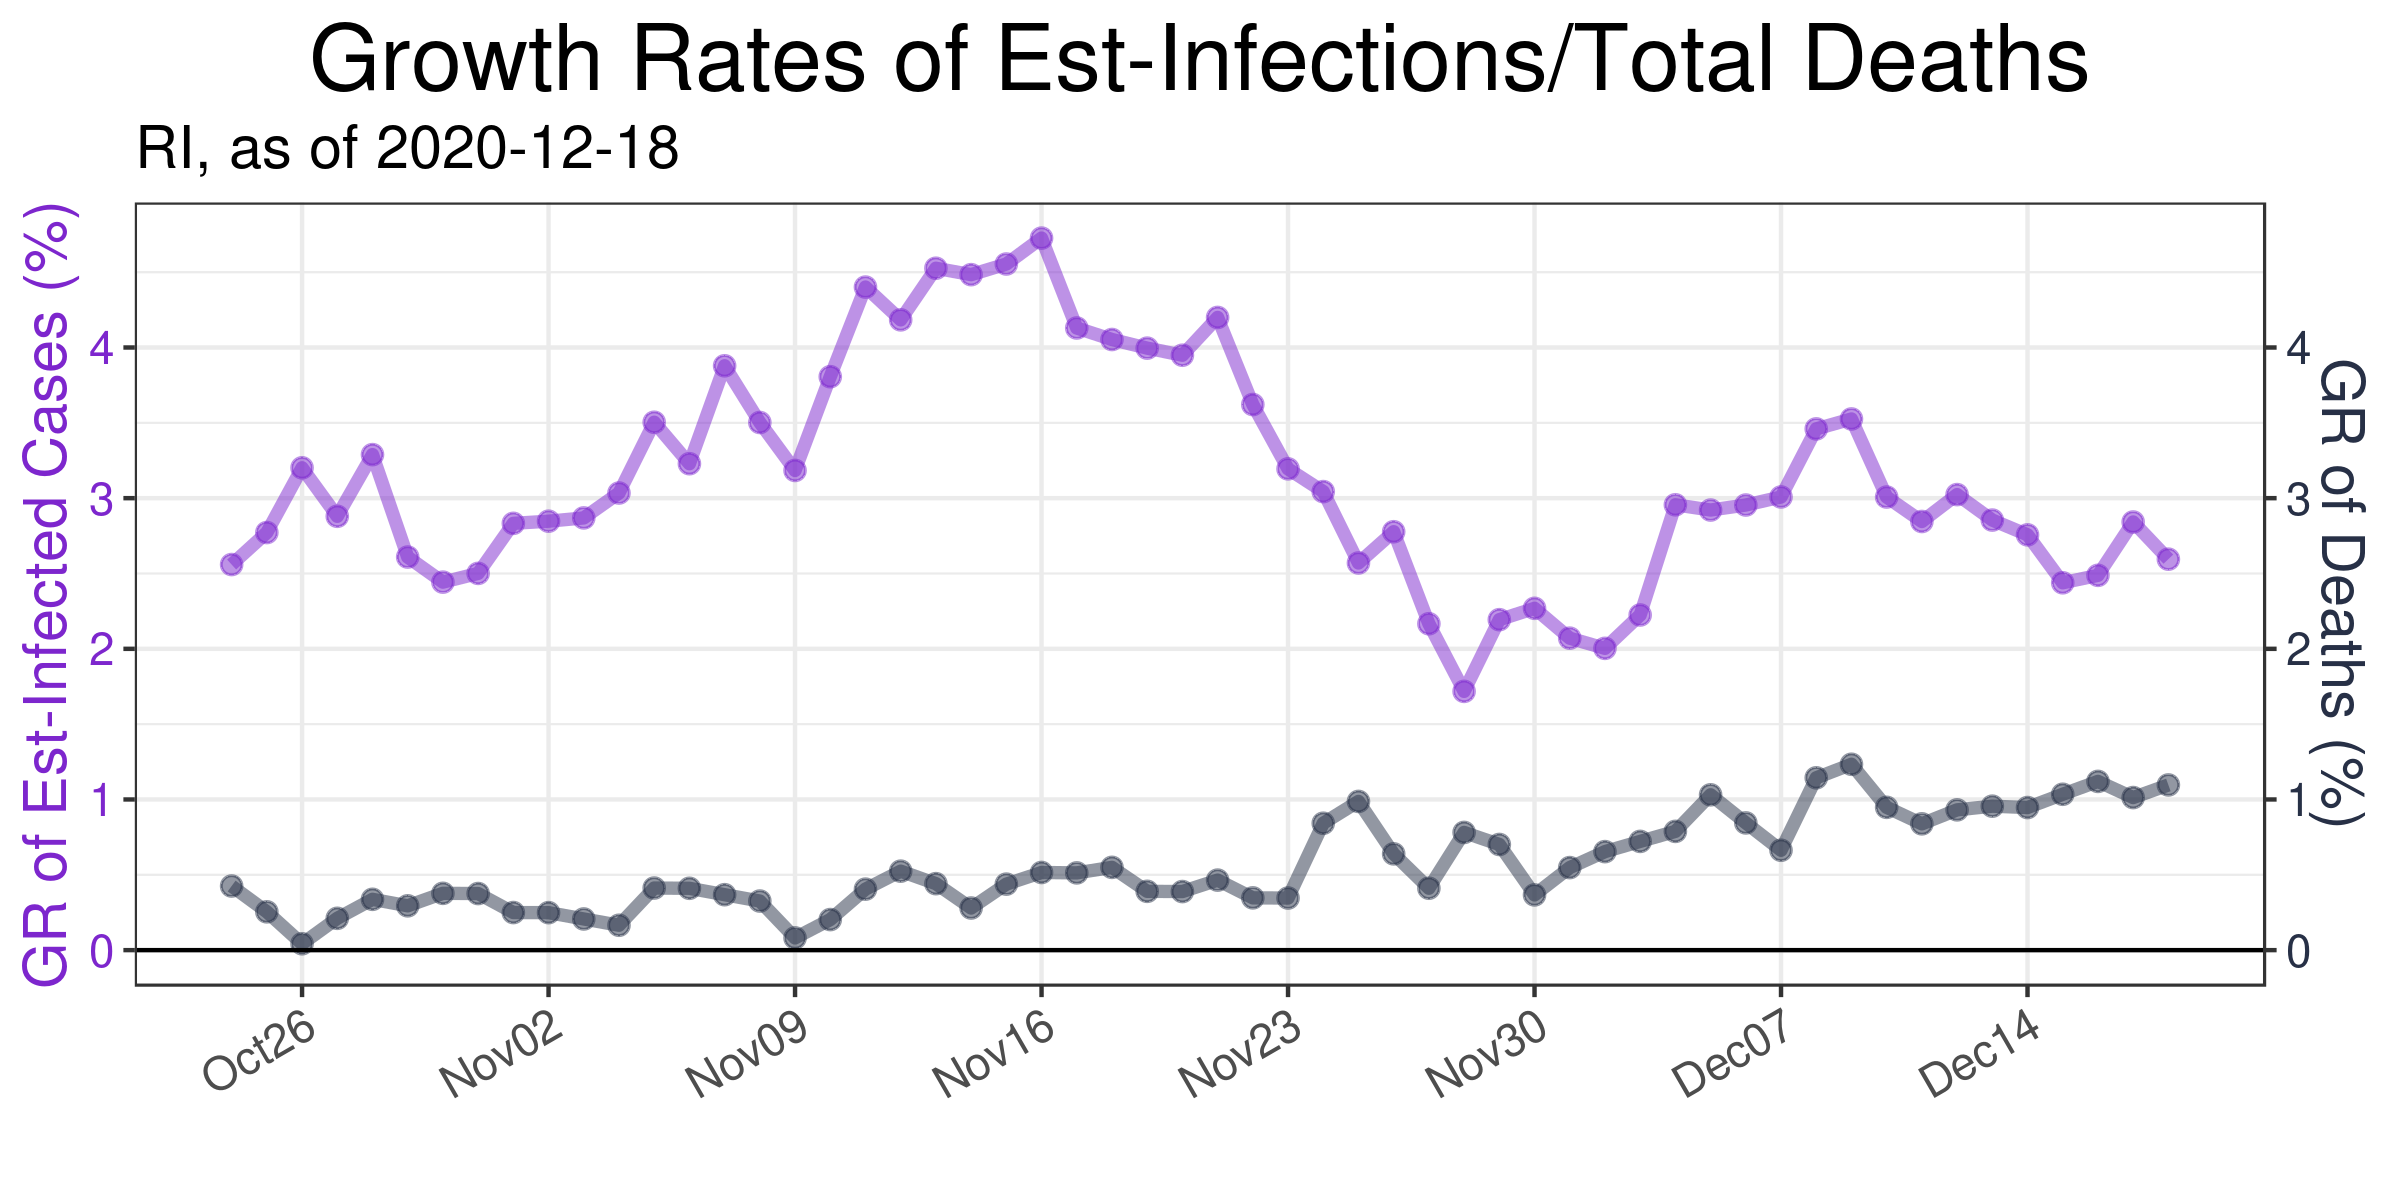 Growth Rates of Est-Infections/Total Deaths
RI, as of 2020-12-18
GR of Est-Infected Cases (%)
4
3
2
1
0
4
3
2
1
0
GR of Deaths (%)
Oct26
Nov02
Nov09
Nov16
Nov23
Nov30
Dec07
Dec14